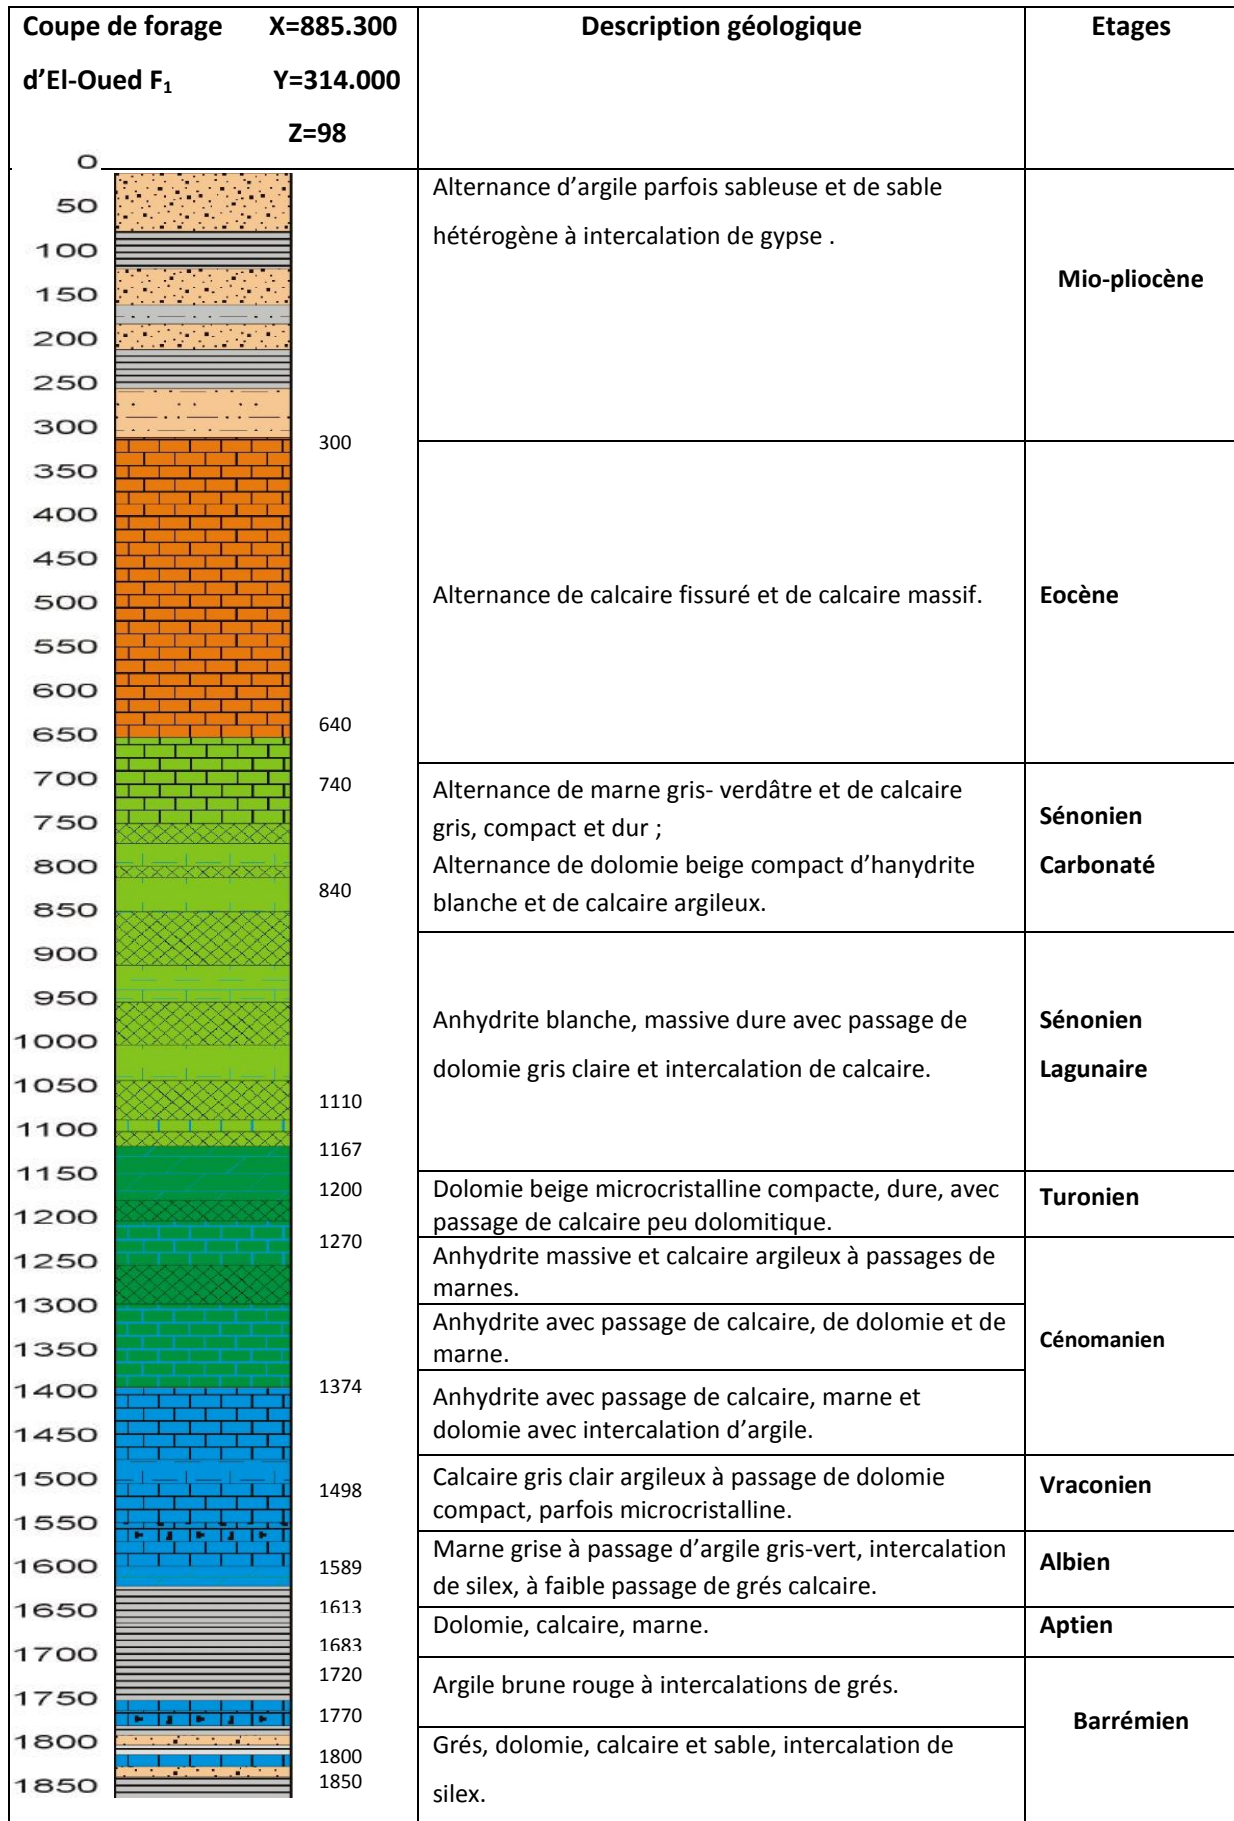 Coupe de forage X=885.300
d’El-Oued F₁ Y=314.000
Z=98
Description géologique
Etages
0
50
100
150
200
250
300
350
400
450
500
550
600
650
700
750
800
850
900
950
1000
1050
1100
1150
1200
1250
1300
1350
1400
1450
1500
1550
1600
1650
1700
1750
1800
1850
300
640
740
840
1110
1167
1200
1270
1374
1498
1589
1613
1683
1720
1770
1800
1850
Alternance d’argile parfois sableuse et de sable
hétérogène à intercalation de gypse .
Mio-pliocène
Alternance de calcaire fissuré et de calcaire massif.
Eocène
Alternance de marne gris- verdâtre et de calcaire
gris, compact et dur ;
Alternance de dolomie beige compact d’hanydrite
blanche et de calcaire argileux.
Sénonien
Carbonaté
Anhydrite blanche, massive dure avec passage de
dolomie gris claire et intercalation de calcaire.
Sénonien
Lagunaire
Dolomie beige microcristalline compacte, dure, avec
passage de calcaire peu dolomitique.
Turonien
Anhydrite massive et calcaire argileux à passages de
marnes.
Anhydrite avec passage de calcaire, de dolomie et de
marne.
Anhydrite avec passage de calcaire, marne et
dolomie avec intercalation d’argile.
Cénomanien
Calcaire gris clair argileux à passage de dolomie
compact, parfois microcristalline.
Vraconien
Marne grise à passage d’argile gris-vert, intercalation
de silex, à faible passage de grés calcaire.
Albien
Dolomie, calcaire, marne.
Aptien
Argile brune rouge à intercalations de grés.
Grés, dolomie, calcaire et sable, intercalation de
silex.
Barrémien